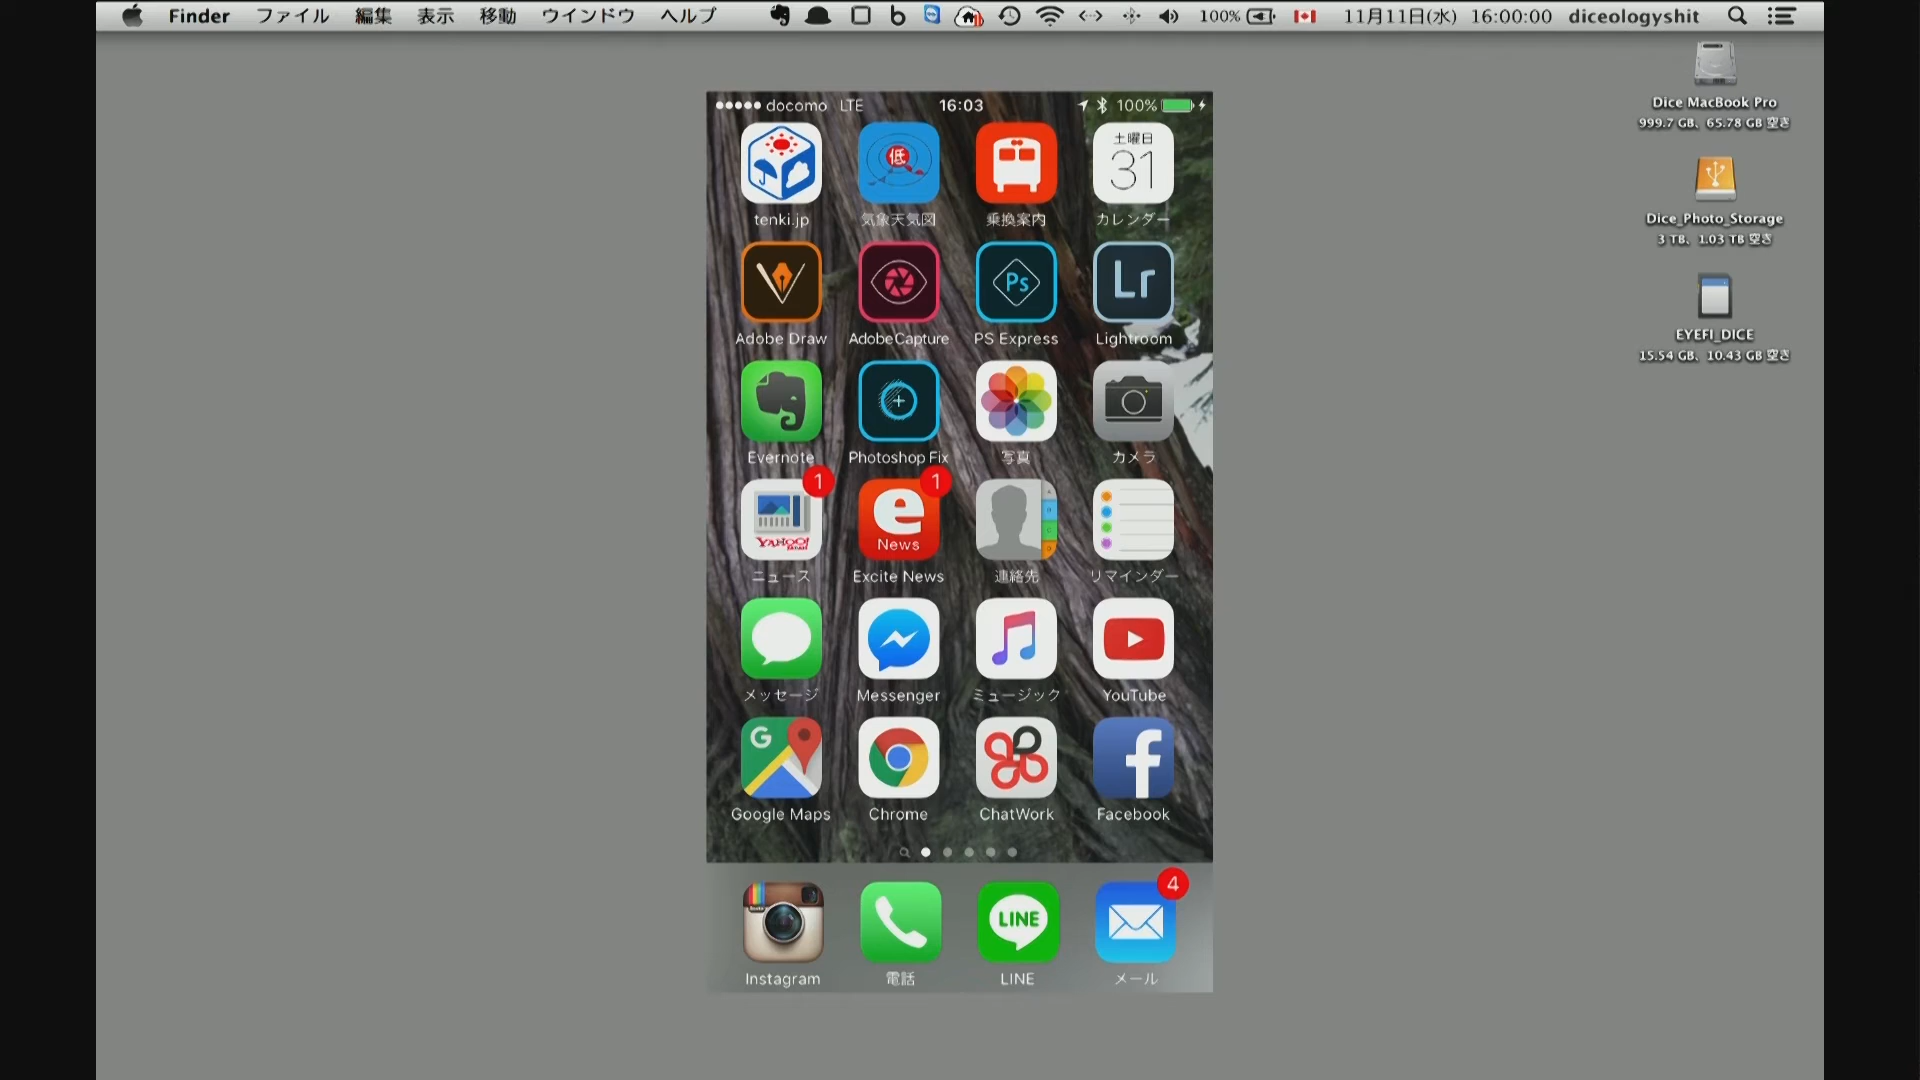 Finder ファイル 編集 表示 移動 ウインドウ ヘルプ 100% 11月11日(水) 16:00:00 diceologyshit
Dice MacBook Pro
999.7 GB、65.78 GB 空き
Dice_Photo_Storage
3 TB、1.03 TB 空き
EYEFI_DICE
15.54 GB、10.43 GB 空き
docomo LTE 16:03 100%
低 土曜日
31
tenki.jp 気象天気図 乗換案内 カレンダー
Ps Lr
Adobe Draw AdobeCapture PS Express Lightroom
Evernote Photoshop Fix 写真 カメラ
1 1
YAHOO! e News
ニュース Excite News 連絡先 リマインダー
メッセージ Messenger ミュージック YouTube
G f
Google Maps Chrome ChatWork Facebook
4
LINE
Instagram 電話 LINE メール